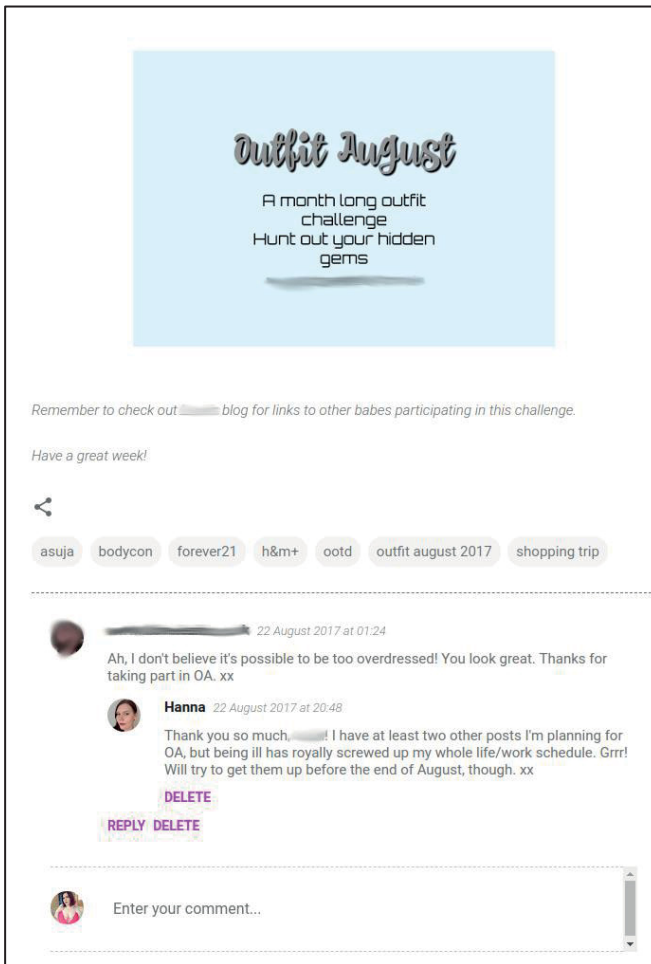 Outfit August
A month long outfit
challenge
Hunt out your hidden
gems
Remember to check out blog for links to other babes participating in this challenge.
Have a great week!
asuja bodycon forever21 h&m+ ootd outfit august 2017 shopping trip
22 August 2017 at 01:24
Ah, I don't believe it's possible to be too overdressed! You look great. Thanks for
taking part in OA. xx
Hanna 22 August 2017 at 20:48
Thank you so much, ! I have at least two other posts I'm planning for
OA, but being ill has royally screwed up my whole life/work schedule. Grrr!
Will try to get them up before the end of August, though. xx
DELETE
REPLY DELETE
Enter your comment...